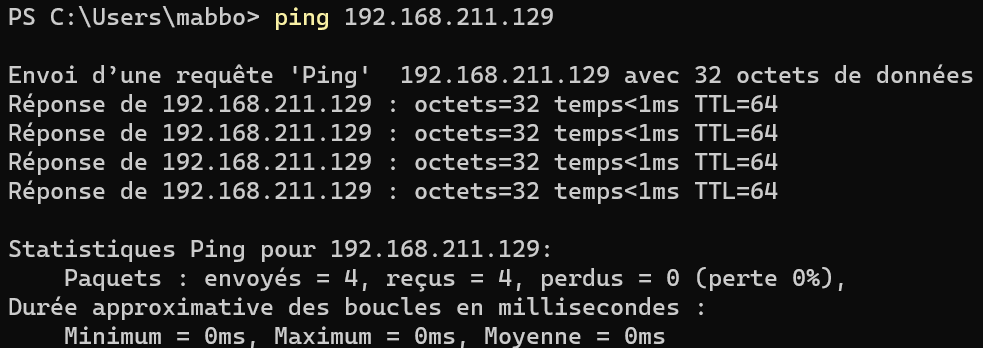 PS C:\Users\mabbo> ping 192.168.211.129
Envoi d’une requête 'Ping'  192.168.211.129 avec 32 octets de données
Réponse de 192.168.211.129 : octets=32 temps<1ms TTL=64
Réponse de 192.168.211.129 : octets=32 temps<1ms TTL=64
Réponse de 192.168.211.129 : octets=32 temps<1ms TTL=64
Réponse de 192.168.211.129 : octets=32 temps<1ms TTL=64
Statistiques Ping pour 192.168.211.129:
    Paquets : envoyés = 4, reçus = 4, perdus = 0 (perte 0%),
Durée approximative des boucles en millisecondes :
    Minimum = 0ms, Maximum = 0ms, Moyenne = 0ms